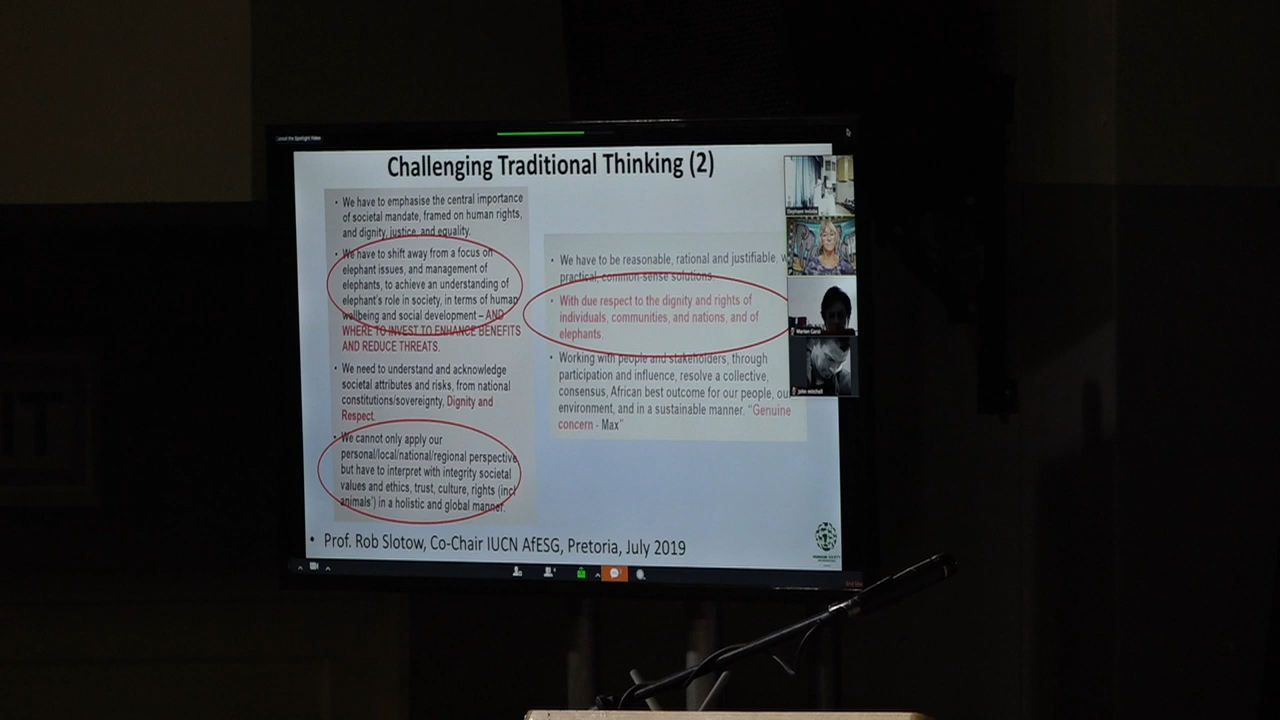 Challenging Traditional Thinking (2)
• We have to emphasise the central importance
of societal mandate, framed on human rights,
and dignity, justice, and equality.
• We have to shift away from a focus on
elephant issues, and management of
elephants, to achieve an understanding of
elephant's role in society, in terms of human
wellbeing and social development – AND
WHERE TO INVEST TO ENHANCE BENEFITS
AND REDUCE THREATS.
• We need to understand and acknowledge
societal attributes and risks, from national
constitutions/sovereignty, Dignity and
Respect.
• We cannot only apply our
personal/local/national/regional perspective
but have to interpret with integrity societal
values and ethics, trust, culture, rights (incl
animals') in a holistic and global manner.
• We have to be reasonable, rational and justifiable, w
practical, common-sense solutions.
• With due respect to the dignity and rights of
individuals, communities, and nations, and of
elephants.
• Working with people and stakeholders, through
participation and influence, resolve a collective,
consensus, African best outcome for our people, ou
environment, and in a sustainable manner. "Genuine
concern - Max"
• Prof. Rob Slotow, Co-Chair IUCN AfESG, Pretoria, July 2019
Cancel the Spotlight Video
Elephant Indaba
john mitchell